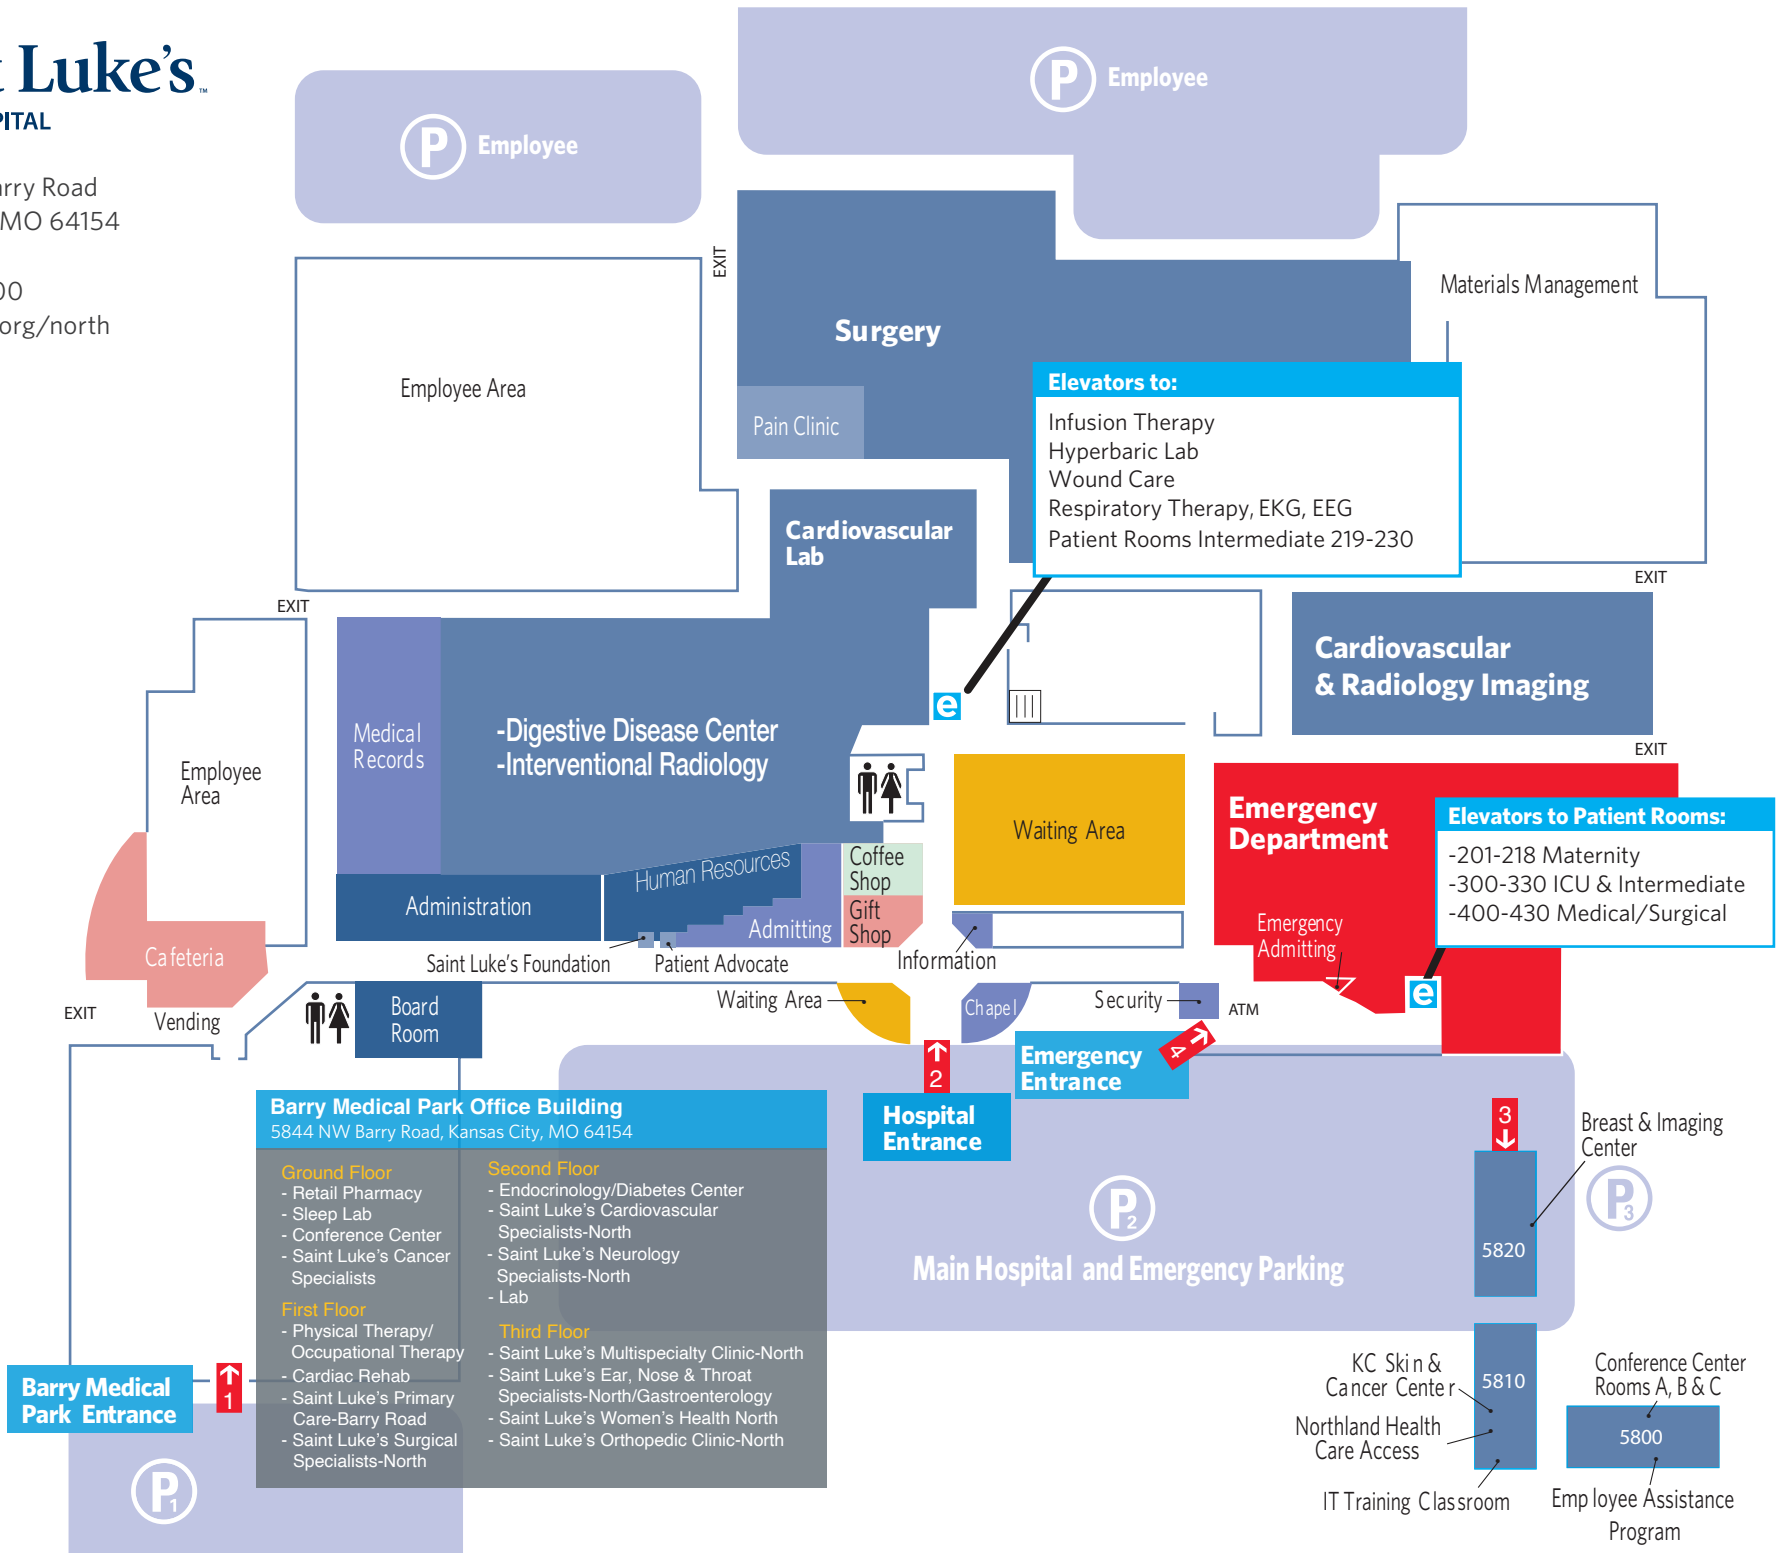 Luke's™
PITAL
arry Road
MO 64154
00
org/north
P Employee
P Employee
EXIT
Surgery
Pain Clinic
Materials Management
Employee Area
Elevators to:
Infusion Therapy
Hyperbaric Lab
Wound Care
Respiratory Therapy, EKG, EEG
Patient Rooms Intermediate 219-230
Cardiovascular
Lab
EXIT
EXIT
Cardiovascular
& Radiology Imaging
EXIT
e
Medical
Records
-Digestive Disease Center
-Interventional Radiology
Employee
Area
Waiting Area
Emergency
Department
Elevators to Patient Rooms:
-201-218 Maternity
-300-330 ICU & Intermediate
-400-430 Medical/Surgical
Emergency
Admitting
e
Human Resources
Coffee
Shop
Gift
Shop
Administration
Admitting
Cafeteria
Saint Luke's Foundation
Patient Advocate
Information
EXIT
Vending
Board
Room
Waiting Area
Chapel
Security
ATM
2
Hospital
Entrance
Emergency
Entrance
4
Barry Medical Park Office Building
5844 NW Barry Road, Kansas City, MO 64154
Ground Floor
- Retail Pharmacy
- Sleep Lab
- Conference Center
- Saint Luke's Cancer
Specialists
First Floor
- Physical Therapy/
Occupational Therapy
- Cardiac Rehab
- Saint Luke's Primary
Care-Barry Road
- Saint Luke's Surgical
Specialists-North
Second Floor
- Endocrinology/Diabetes Center
- Saint Luke's Cardiovascular
Specialists-North
- Saint Luke's Neurology
Specialists-North
- Lab
Third Floor
- Saint Luke's Multispecialty Clinic-North
- Saint Luke's Ear, Nose & Throat
Specialists-North/Gastroenterology
- Saint Luke's Women's Health North
- Saint Luke's Orthopedic Clinic-North
Barry Medical
Park Entrance
1
P1
P2
Main Hospital and Emergency Parking
3
Breast & Imaging
Center
P3
5820
KC Skin &
Cancer Center
5810
Northland Health
Care Access
IT Training Classroom
Conference Center
Rooms A, B & C
5800
Employee Assistance
Program